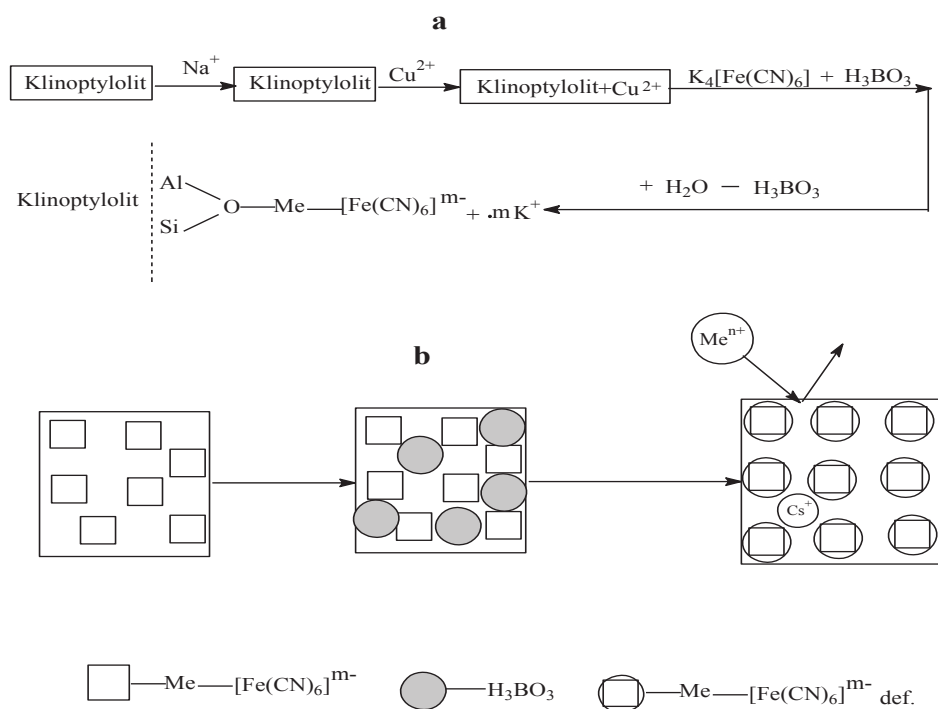 a
Klinoptylolit Na⁺ Klinoptylolit Cu²⁺ Klinoptylolit+Cu²⁺ K₄[Fe(CN)₆] + H₃BO₃
Klinoptylolit Al Si O—Me—[Fe(CN)₆]ᵐ⁻ + .mK⁺ + H₂O — H₃BO₃
b
Meⁿ⁺
Cs⁺
—Me—[Fe(CN)₆]ᵐ⁻ —H₃BO₃ —Me—[Fe(CN)₆]ᵐ⁻ def.